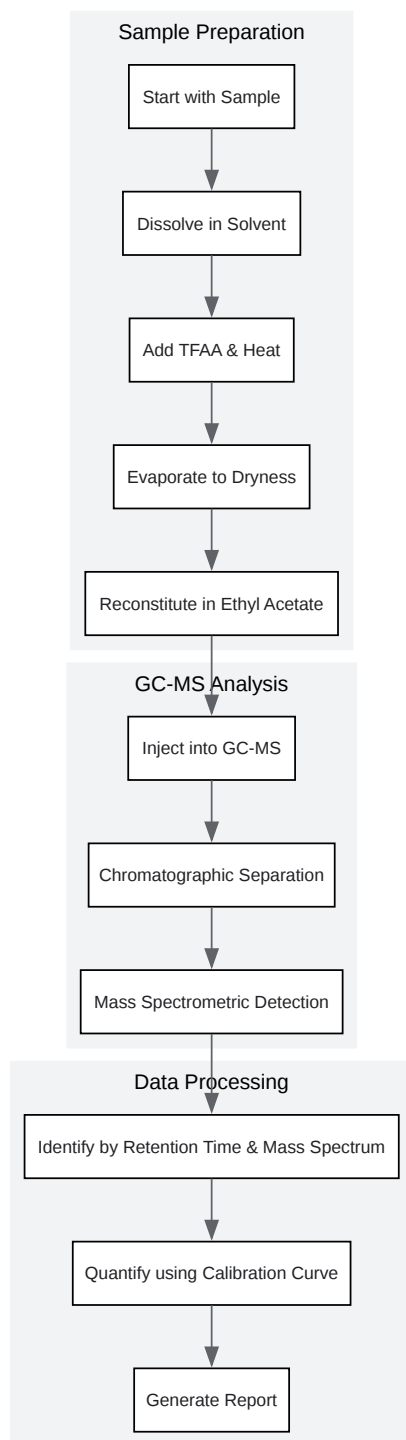 Sample Preparation
Start with Sample
Dissolve in Solvent
Add TFAA & Heat
Evaporate to Dryness
Reconstitute in Ethyl Acetate
GC-MS Analysis
Inject into GC-MS
Chromatographic Separation
Mass Spectrometric Detection
Data Processing
Identify by Retention Time & Mass Spectrum
Quantify using Calibration Curve
Generate Report